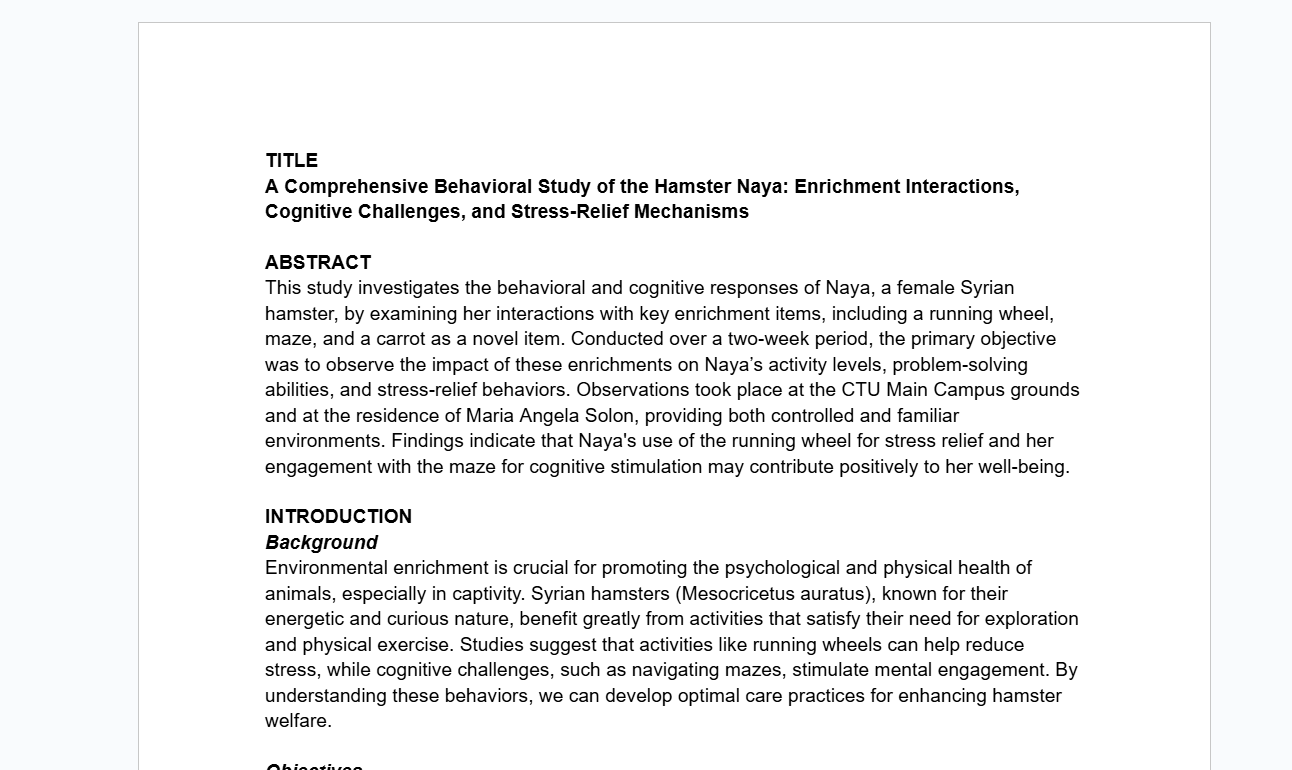 TITLE
A Comprehensive Behavioral Study of the Hamster Naya: Enrichment Interactions,
Cognitive Challenges, and Stress-Relief Mechanisms
ABSTRACT
This study investigates the behavioral and cognitive responses of Naya, a female Syrian
hamster, by examining her interactions with key enrichment items, including a running wheel,
maze, and a carrot as a novel item. Conducted over a two-week period, the primary objective
was to observe the impact of these enrichments on Naya’s activity levels, problem-solving
abilities, and stress-relief behaviors. Observations took place at the CTU Main Campus grounds
and at the residence of Maria Angela Solon, providing both controlled and familiar
environments. Findings indicate that Naya's use of the running wheel for stress relief and her
engagement with the maze for cognitive stimulation may contribute positively to her well-being.
INTRODUCTION
Background
Environmental enrichment is crucial for promoting the psychological and physical health of
animals, especially in captivity. Syrian hamsters (Mesocricetus auratus), known for their
energetic and curious nature, benefit greatly from activities that satisfy their need for exploration
and physical exercise. Studies suggest that activities like running wheels can help reduce
stress, while cognitive challenges, such as navigating mazes, stimulate mental engagement. By
understanding these behaviors, we can develop optimal care practices for enhancing hamster
welfare.
Objectives